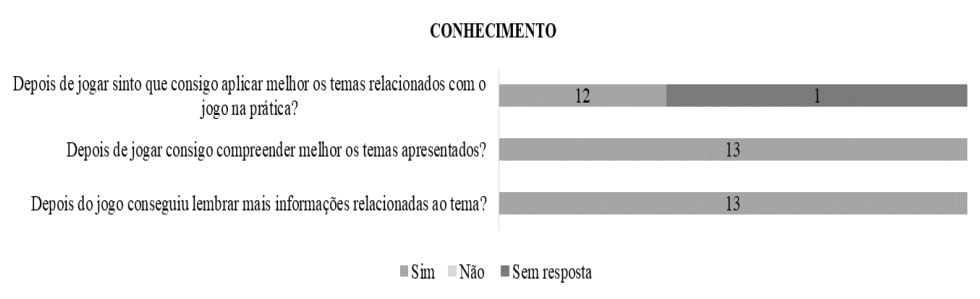 CONHECIMENTO
Depois de jogar sinto que consigo aplicar melhor os temas relacionados com o
jogo na prática?
12
1
Depois de jogar consigo compreender melhor os temas apresentados?
13
Depois do jogo conseguiu lembrar mais informações relacionadas ao tema?
13
Sim Não Sem resposta